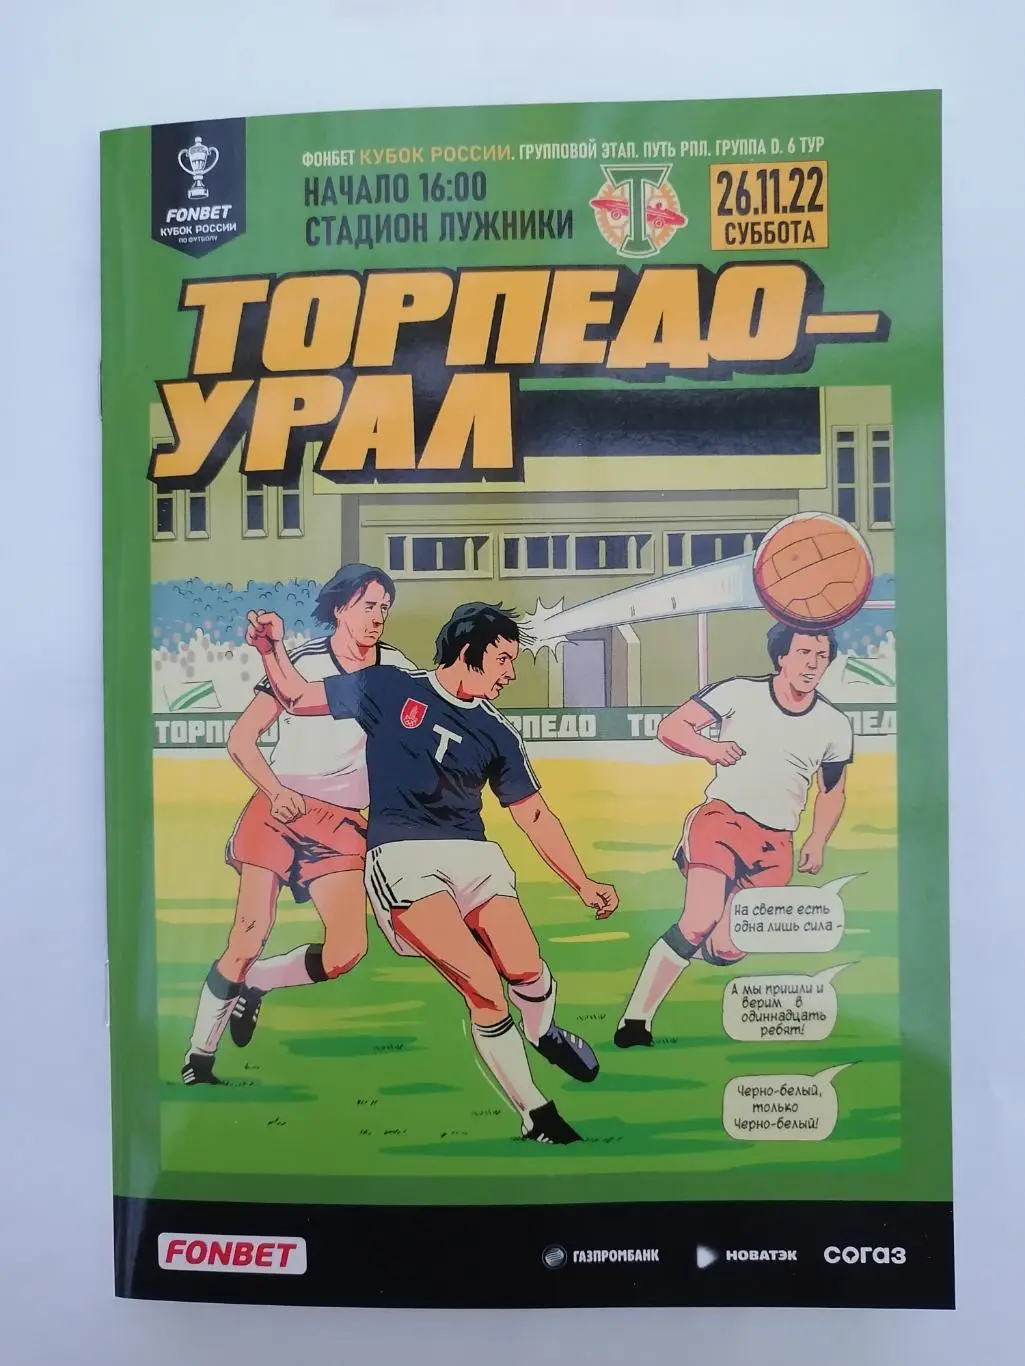 FONBET
КУБОК РОССИИ
ПО ФУТБОЛУ
ФОНБЕТ КУБОК РОССИИ. ГРУППОВОЙ ЭТАП. ПУТЬ РПЛ. ГРУППА D. 6 ТУР
НАЧАЛО 16:00
СТАДИОН ЛУЖНИКИ
Т
26.11.22
СУББОТА
ТОРПЕДО-
УРАЛ
ТОРПЕДО
ТОРПЕДО
ТОРПЕДО
Т
На свете есть
одна лишь сила -
А мы пришли и
верим в
одиннадцать
ребят!
Черно-белый,
только
Черно-белый!
FONBET
ГАЗПРОМБАНК
НОВАТЭК
СОГАЗ